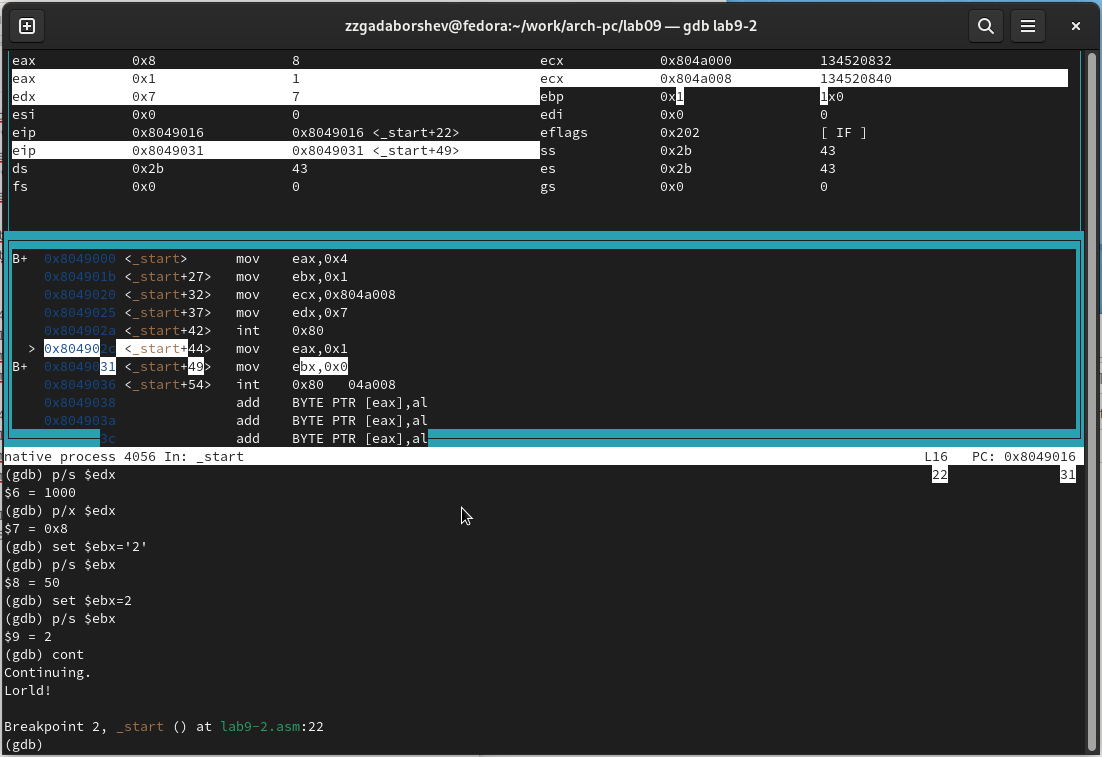 zzgadaborshev@fedora:~/work/arch-pc/lab09 — gdb lab9-2
eax 0x8 8 ecx 0x804a000 134520832
eax 0x1 1 ecx 0x804a008 134520840
edx 0x7 7 ebp 0x1 1x0
esi 0x0 0 edi 0x0 0
eip 0x8049016 0x8049016 <_start+22> eflags 0x202 [ IF ]
eip 0x8049031 0x8049031 <_start+49> ss 0x2b 43
ds 0x2b 43 es 0x2b 43
fs 0x0 0 gs 0x0 0
B+ 0x8049000 <_start> mov eax,0x4
0x804901b <_start+27> mov ebx,0x1
0x8049020 <_start+32> mov ecx,0x804a008
0x8049025 <_start+37> mov edx,0x7
0x804902a <_start+42> int 0x80
> 0x804902c <_start+44> mov eax,0x1
B+ 0x8049031 <_start+49> mov ebx,0x0
0x8049036 <_start+54> int 0x80 04a008
0x8049038 add BYTE PTR [eax],al
0x804903a add BYTE PTR [eax],al
3c add BYTE PTR [eax],al
native process 4056 In: _start L16 PC: 0x8049016
(gdb) p/s $edx 22 31
$6 = 1000
(gdb) p/x $edx
$7 = 0x8
(gdb) set $ebx='2'
(gdb) p/s $ebx
$8 = 50
(gdb) set $ebx=2
(gdb) p/s $ebx
$9 = 2
(gdb) cont
Continuing.
Lorld!
Breakpoint 2, _start () at lab9-2.asm:22
(gdb)